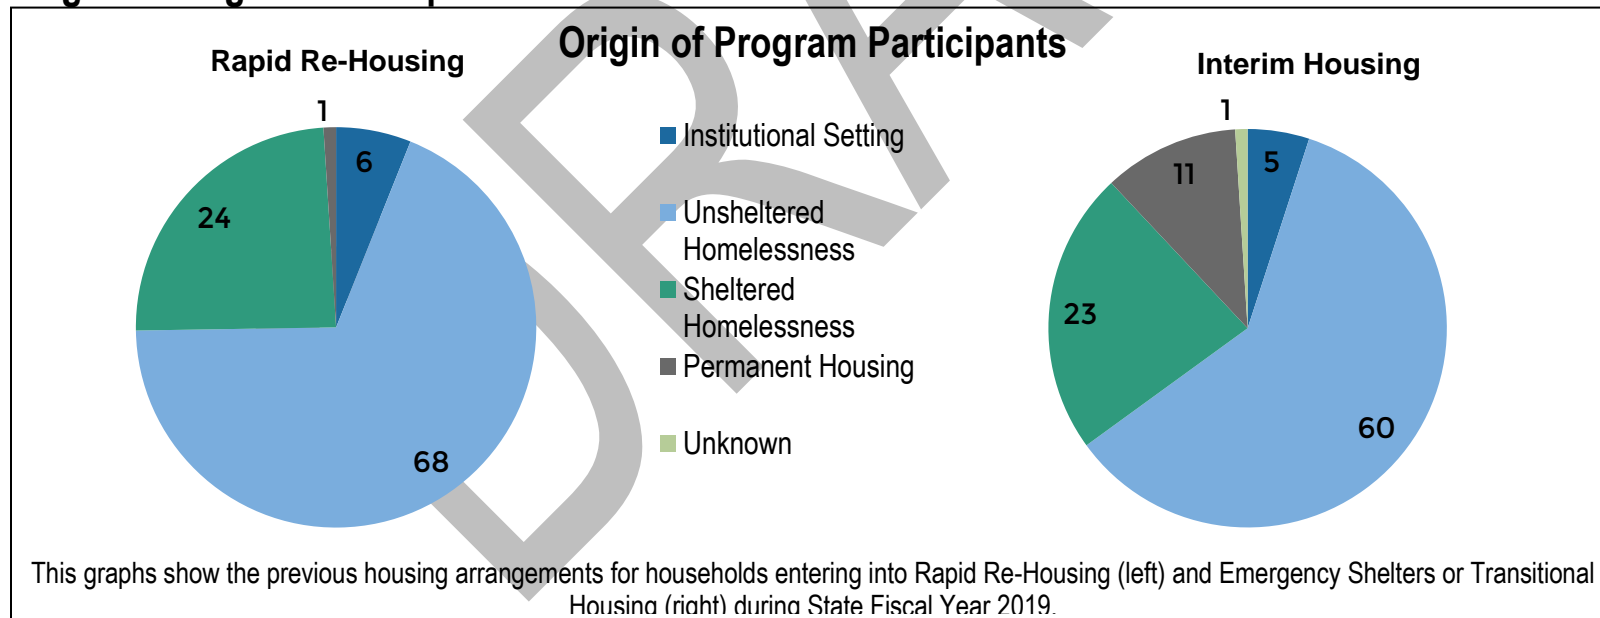 Origin of Program Participants
Rapid Re-Housing
Interim Housing
1
6
24
68
Institutional Setting
Unsheltered
Homelessness
Sheltered
Homelessness
Permanent Housing
Unknown
1
5
11
23
60
This graphs show the previous housing arrangements for households entering into Rapid Re-Housing (left) and Emergency Shelters or Transitional
Housing (right) during State Fiscal Year 2019.